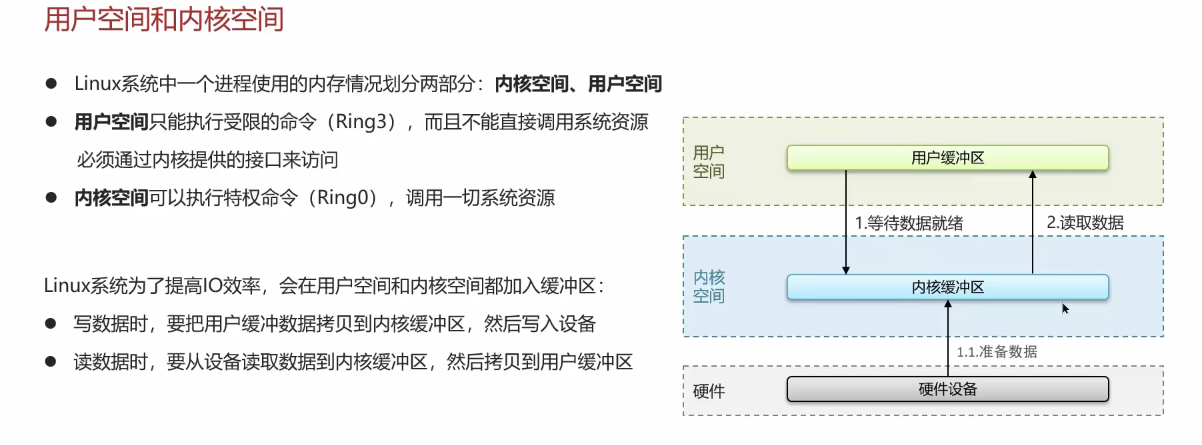 用户空间和内核空间
● Linux系统中一个进程使用的内存情况划分两部分：内核空间、用户空间
● 用户空间只能执行受限的命令（Ring3），而且不能直接调用系统资源
必须通过内核提供的接口来访问
● 内核空间可以执行特权命令（Ring0），调用一切系统资源
Linux系统为了提高IO效率，会在用户空间和内核空间都加入缓冲区：
● 写数据时，要把用户缓冲数据拷贝到内核缓冲区，然后写入设备
● 读数据时，要从设备读取数据到内核缓冲区，然后拷贝到用户缓冲区
用户
空间
用户缓冲区
1.等待数据就绪
2.读取数据
内核
空间
内核缓冲区
1.1.准备数据
硬件
硬件设备